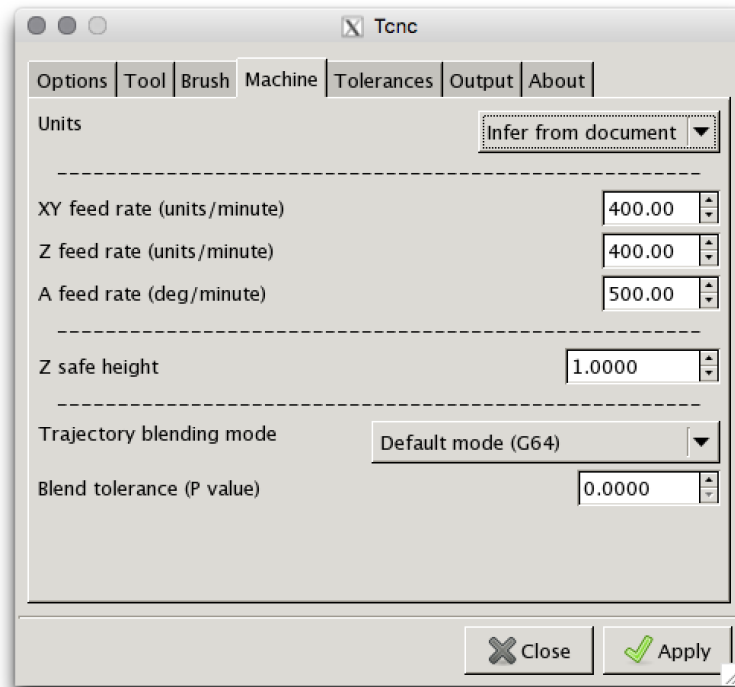 Tcnc
Options Tool Brush Machine Tolerances Output About
Units Infer from document
XY feed rate (units/minute) 400.00
Z feed rate (units/minute) 400.00
A feed rate (deg/minute) 500.00
Z safe height 1.0000
Trajectory blending mode Default mode (G64)
Blend tolerance (P value) 0.0000
Close Apply